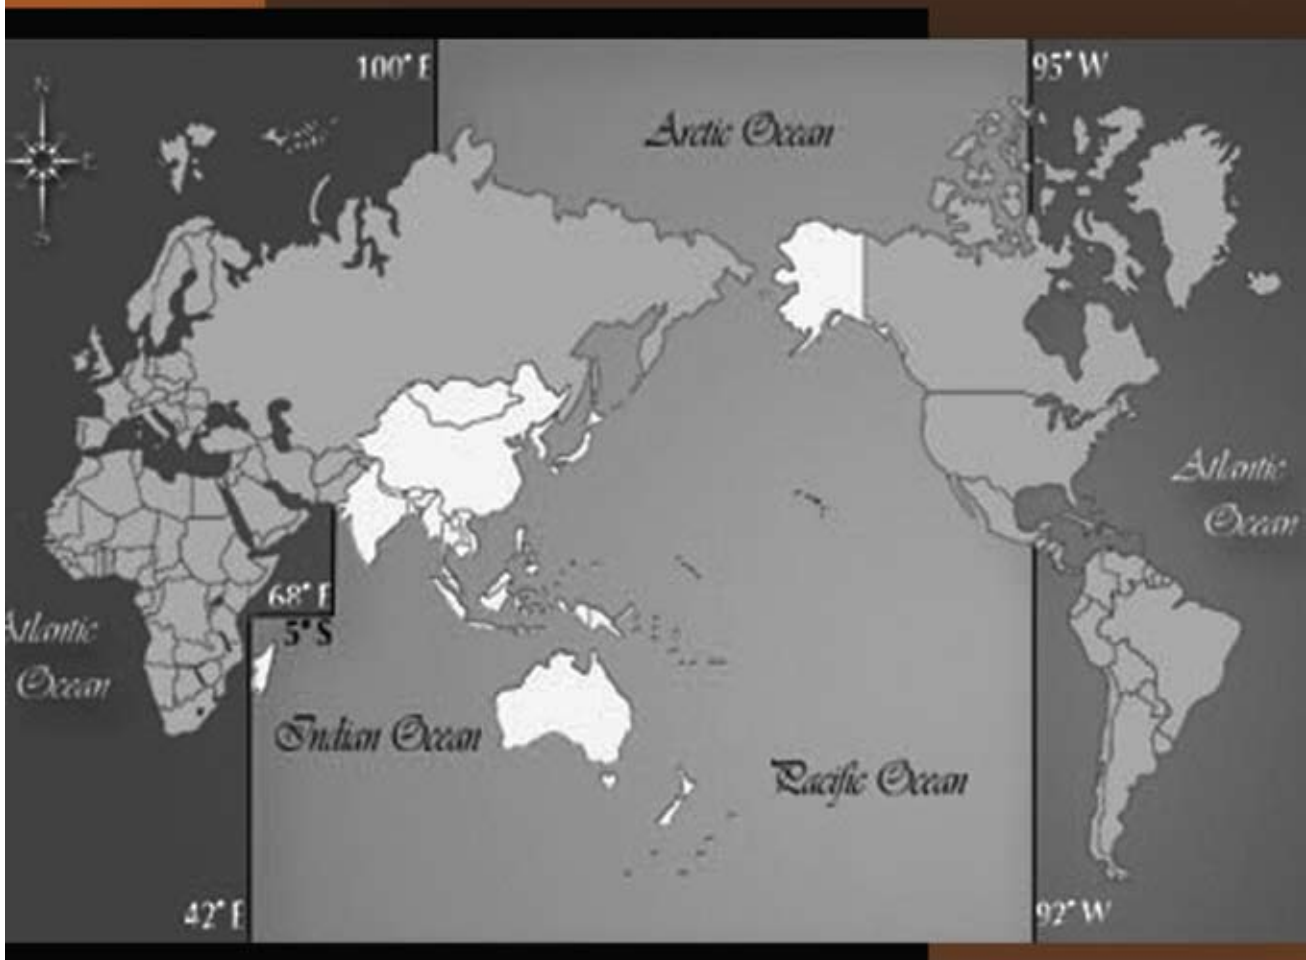 100° E
95° W
N
E
S
Arctic Ocean
Atlantic
Ocean
68° E
5° S
Atlantic
Ocean
Indian Ocean
Pacific Ocean
42° E
92° W